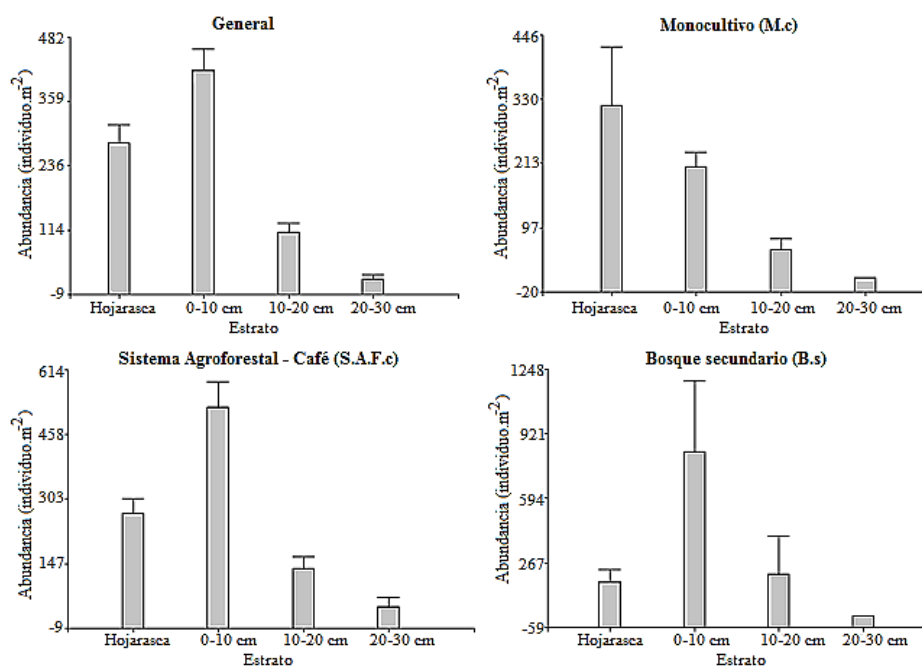 General
Abundancia (individuo.m-2)
482
359
236
114
-9
Hojarasca 0-10 cm 10-20 cm 20-30 cm
Estrato
Monocultivo (M.c)
Abundancia (individuo.m-2)
446
330
213
97
-20
Hojarasca 0-10 cm 10-20 cm 20-30 cm
Estrato
Sistema Agroforestal - Café (S.A.F.c)
Abundancia (individuo.m-2)
614
458
303
147
-9
Hojarasca 0-10 cm 10-20 cm 20-30 cm
Estrato
Bosque secundario (B.s)
Abundancia (individuo.m-2)
1248
921
594
267
-59
Hojarasca 0-10 cm 10-20 cm 20-30 cm
Estrato